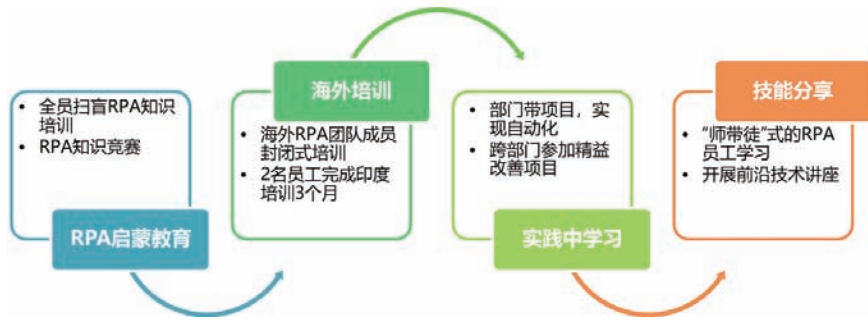 • 全员扫盲RPA知识
培训
• RPA知识竞赛
RPA启蒙教育
海外培训
• 海外RPA团队成员
封闭式培训
• 2名员工完成印度
培训3个月
• 部门带项目，实
现自动化
• 跨部门参加精益
改善项目
实践中学习
技能分享
• “师带徒”式的RPA
员工学习
• 开展前沿技术讲座